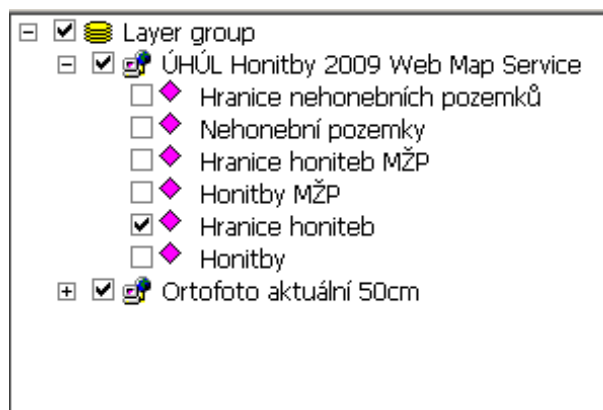 Layer group
ÚHÚL Honitby 2009 Web Map Service
Hranice nehonebních pozemků
Nehonební pozemky
Hranice honiteb MŽP
Honitby MŽP
Hranice honiteb
Honitby
Ortofoto aktuální 50cm